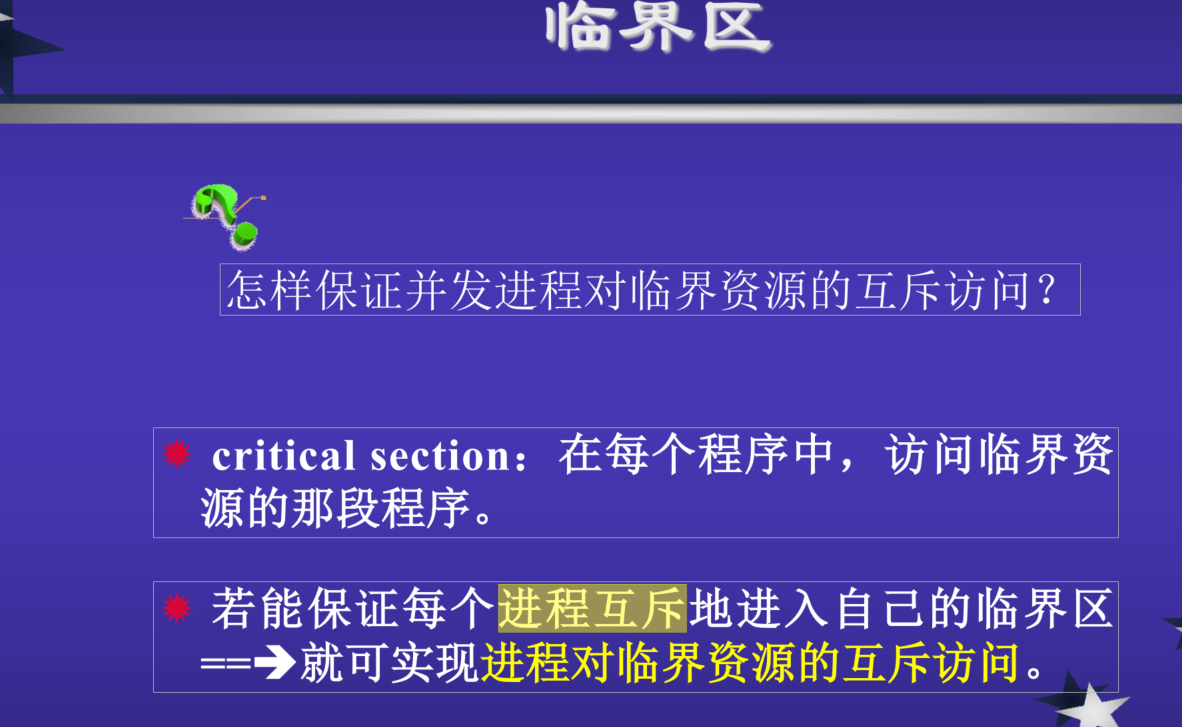 临界区
怎样保证并发进程对临界资源的互斥访问？
critical section：在每个程序中，访问临界资
源的那段程序。
若能保证每个进程互斥地进入自己的临界区
==➔就可实现进程对临界资源的互斥访问。